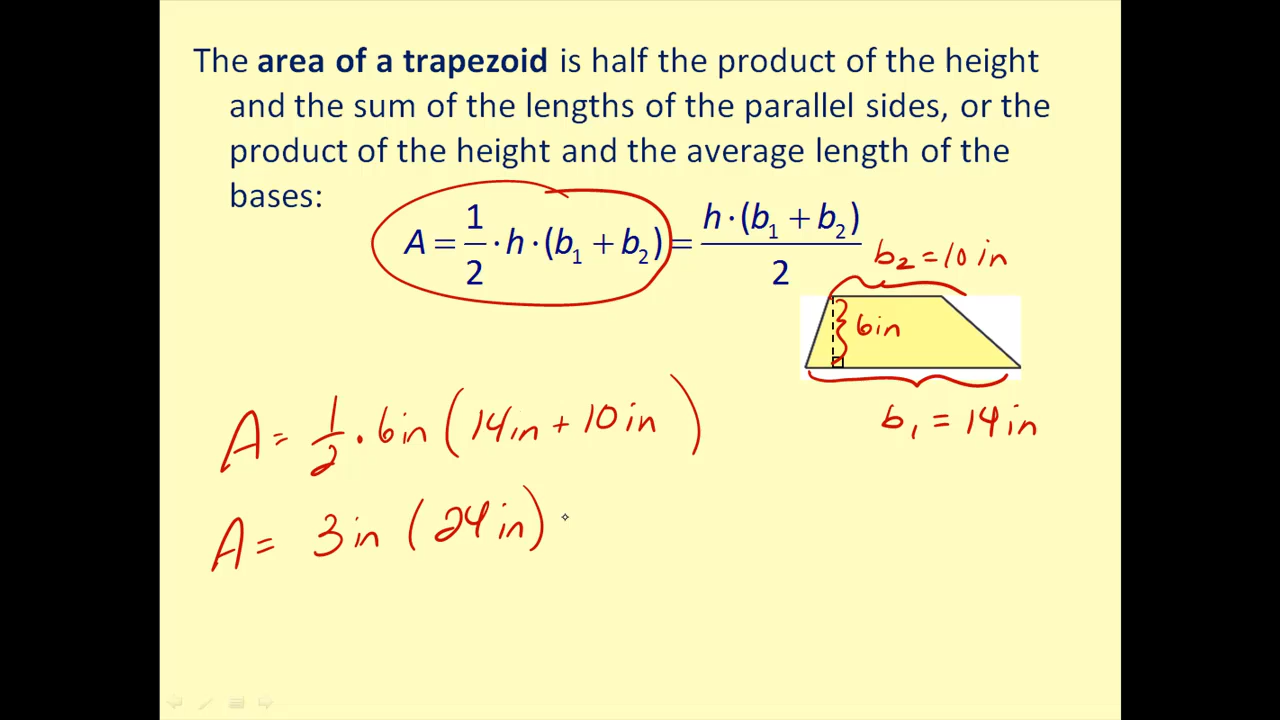 The area of a trapezoid is half the product of the height
and the sum of the lengths of the parallel sides, or the
product of the height and the average length of the
bases:
A = 1/2 · h · (b₁ + b₂) = h · (b₁ + b₂)/2
b₂ = 10 in
6in
b₁ = 14 in
A = 1/2 · 6in (14in + 10in)
A = 3in (24in)